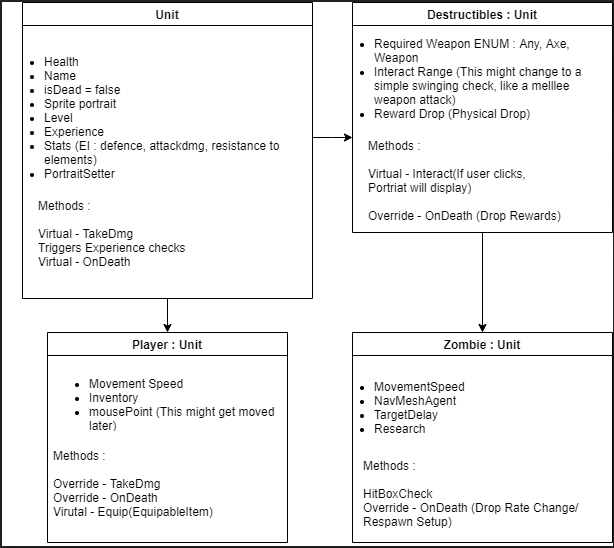 Unit
Health
Name
isDead = false
Sprite portrait
Level
Experience
Stats (EI : defence, attackdmg, resistance to
elements)
PortraitSetter
Methods :
Virtual - TakeDmg
Triggers Experience checks
Virtual - OnDeath
Destructibles : Unit
Required Weapon ENUM : Any, Axe,
Weapon
Interact Range (This might change to a
simple swinging check, like a melllee
weapon attack)
Reward Drop (Physical Drop)
Methods :
Virtual - Interact(If user clicks,
Portriat will display)
Override - OnDeath (Drop Rewards)
Player : Unit
Movement Speed
Inventory
mousePoint (This might get moved
later)
Methods :
Override - TakeDmg
Override - OnDeath
Virutal - Equip(EquipableItem)
Zombie : Unit
MovementSpeed
NavMeshAgent
TargetDelay
Research
Methods :
HitBoxCheck
Override - OnDeath (Drop Rate Change/
Respawn Setup)